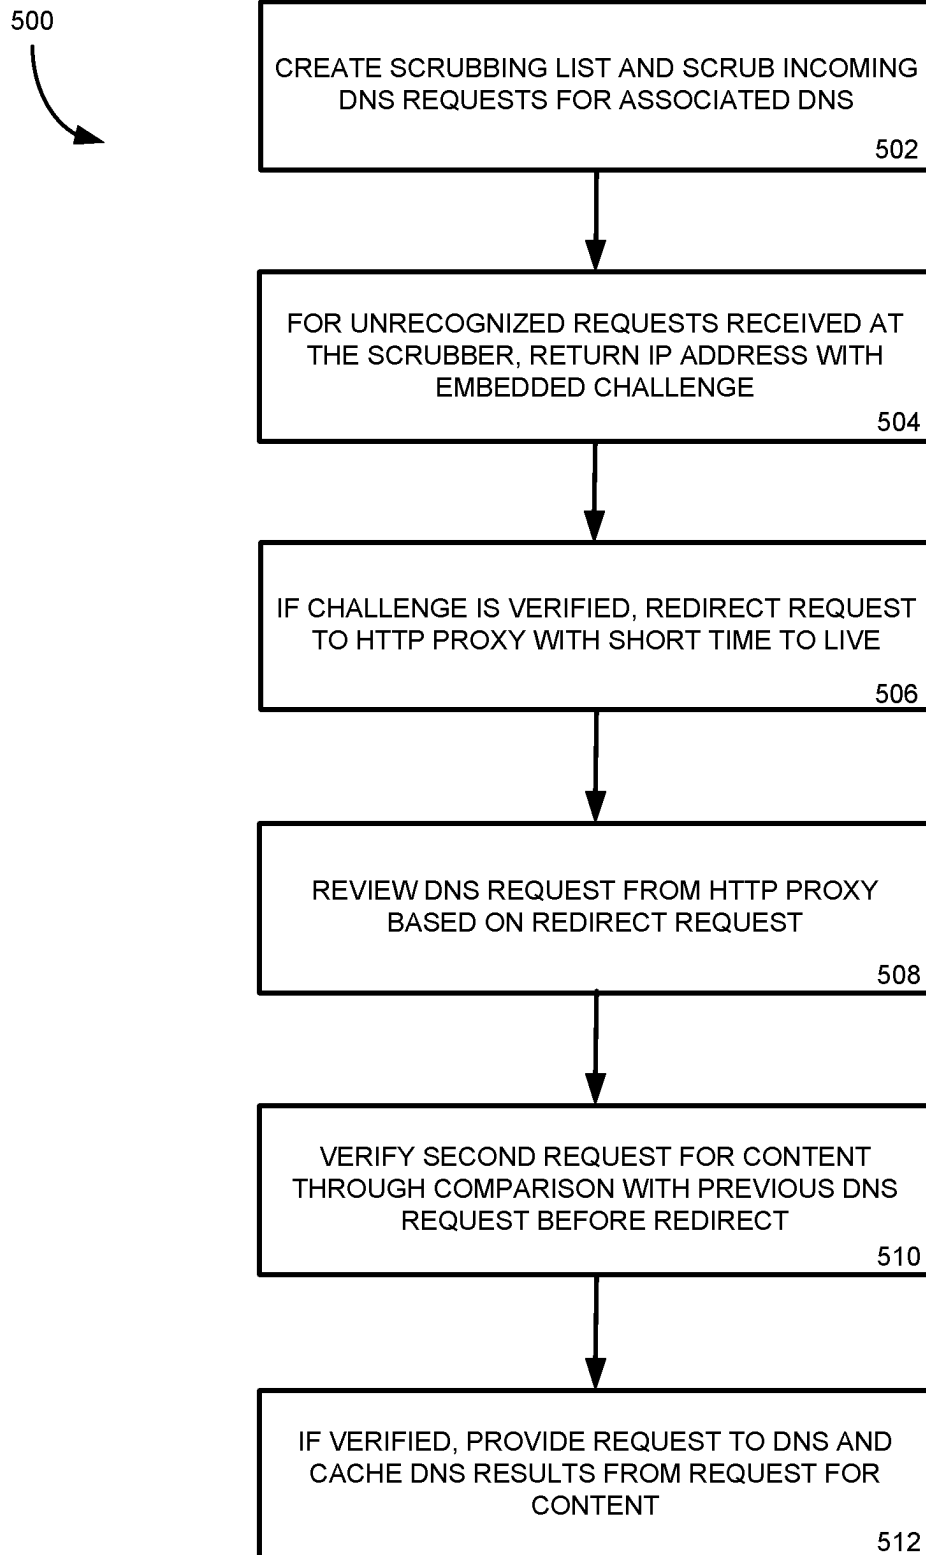 500
CREATE SCRUBBING LIST AND SCRUB INCOMING
DNS REQUESTS FOR ASSOCIATED DNS
502
FOR UNRECOGNIZED REQUESTS RECEIVED AT
THE SCRUBBER, RETURN IP ADDRESS WITH
EMBEDDED CHALLENGE
504
IF CHALLENGE IS VERIFIED, REDIRECT REQUEST
TO HTTP PROXY WITH SHORT TIME TO LIVE
506
REVIEW DNS REQUEST FROM HTTP PROXY
BASED ON REDIRECT REQUEST
508
VERIFY SECOND REQUEST FOR CONTENT
THROUGH COMPARISON WITH PREVIOUS DNS
REQUEST BEFORE REDIRECT
510
IF VERIFIED, PROVIDE REQUEST TO DNS AND
CACHE DNS RESULTS FROM REQUEST FOR
CONTENT
512